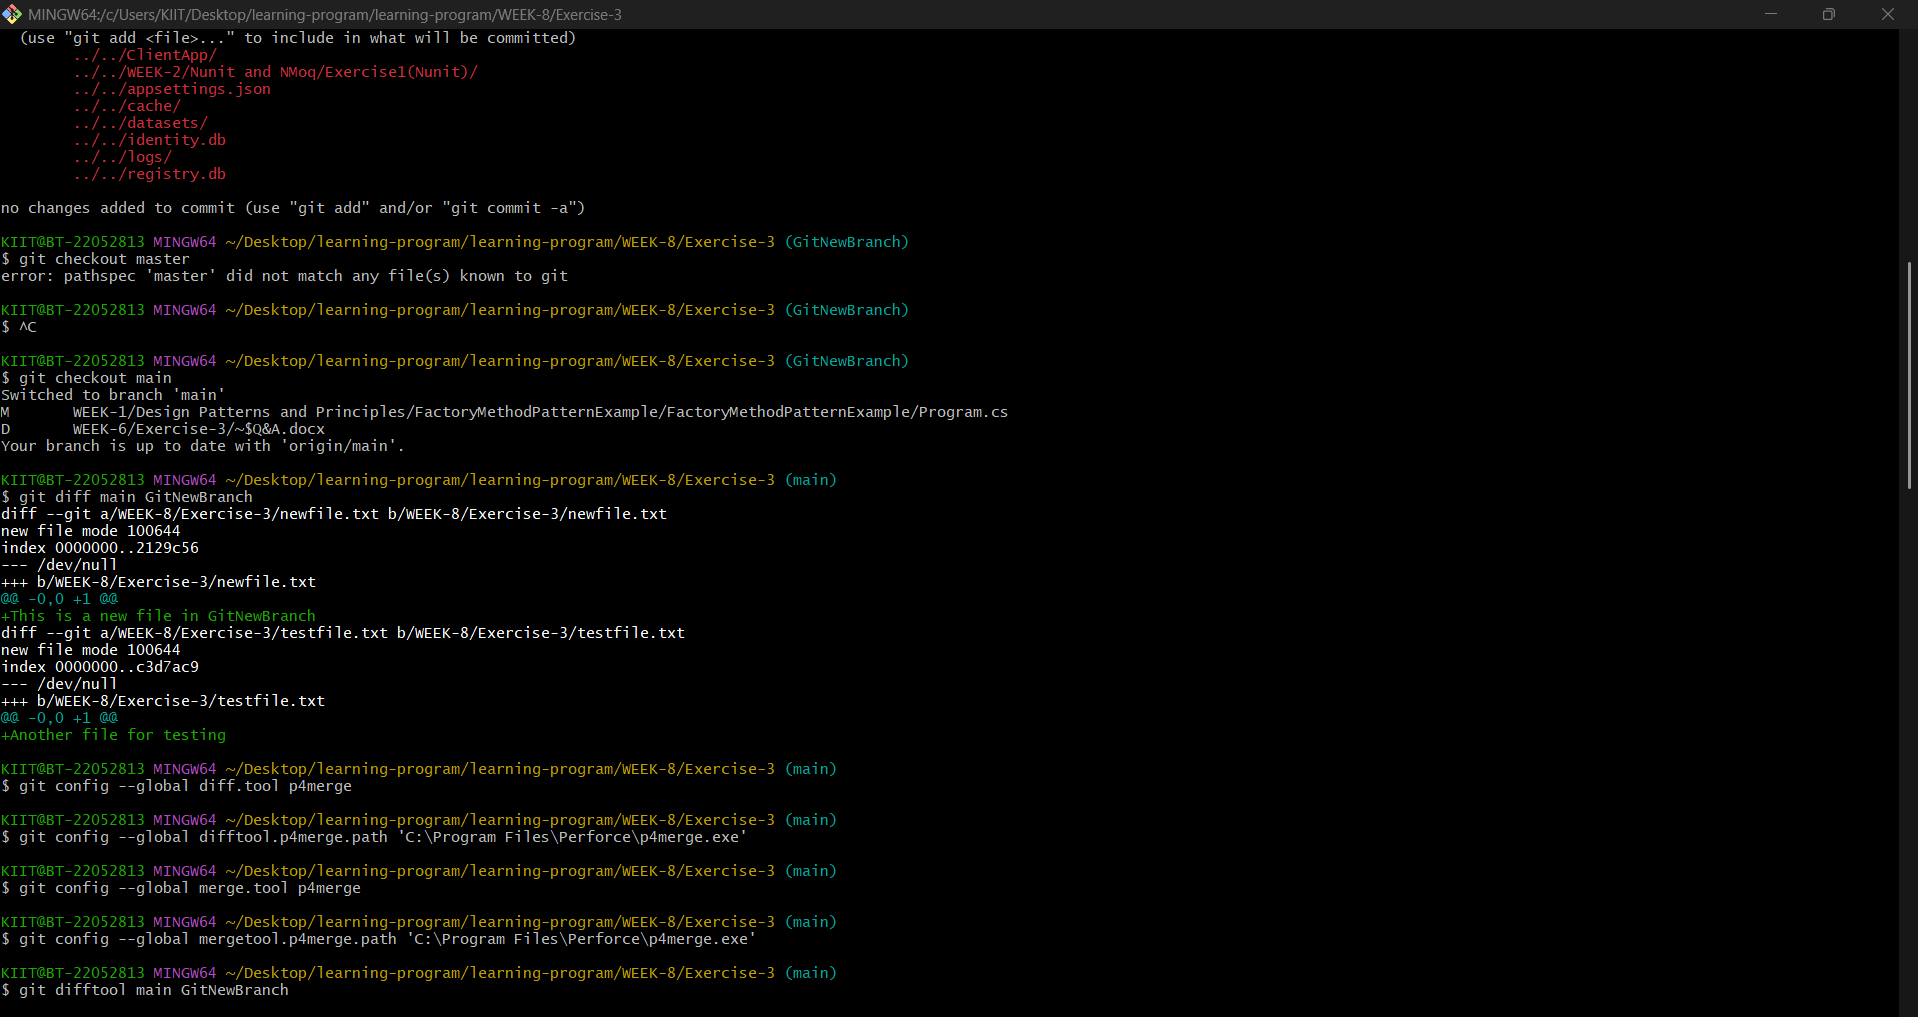 MINGW64:/c/Users/KIIT/Desktop/learning-program/learning-program/WEEK-8/Exercise-3
(use "git add <file>..." to include in what will be committed)
../../ClientApp/
../../WEEK-2/Nunit and NMoq/Exercise1(Nunit)/
../../appsettings.json
../../cache/
../../datasets/
../../identity.db
../../logs/
../../registry.db
no changes added to commit (use "git add" and/or "git commit -a")
KIIT@BT-22052813 MINGW64 ~/Desktop/learning-program/learning-program/WEEK-8/Exercise-3 (GitNewBranch)
$ git checkout master
error: pathspec 'master' did not match any file(s) known to git
KIIT@BT-22052813 MINGW64 ~/Desktop/learning-program/learning-program/WEEK-8/Exercise-3 (GitNewBranch)
$ ^C
KIIT@BT-22052813 MINGW64 ~/Desktop/learning-program/learning-program/WEEK-8/Exercise-3 (GitNewBranch)
$ git checkout main
Switched to branch 'main'
M       WEEK-1/Design Patterns and Principles/FactoryMethodPatternExample/FactoryMethodPatternExample/Program.cs
D       WEEK-6/Exercise-3/~$Q&A.docx
Your branch is up to date with 'origin/main'.
KIIT@BT-22052813 MINGW64 ~/Desktop/learning-program/learning-program/WEEK-8/Exercise-3 (main)
$ git diff main GitNewBranch
diff --git a/WEEK-8/Exercise-3/newfile.txt b/WEEK-8/Exercise-3/newfile.txt
new file mode 100644
index 0000000..2129c56
--- /dev/null
+++ b/WEEK-8/Exercise-3/newfile.txt
@@ -0,0 +1 @@
+This is a new file in GitNewBranch
diff --git a/WEEK-8/Exercise-3/testfile.txt b/WEEK-8/Exercise-3/testfile.txt
new file mode 100644
index 0000000..c3d7ac9
--- /dev/null
+++ b/WEEK-8/Exercise-3/testfile.txt
@@ -0,0 +1 @@
+Another file for testing
KIIT@BT-22052813 MINGW64 ~/Desktop/learning-program/learning-program/WEEK-8/Exercise-3 (main)
$ git config --global diff.tool p4merge
KIIT@BT-22052813 MINGW64 ~/Desktop/learning-program/learning-program/WEEK-8/Exercise-3 (main)
$ git config --global difftool.p4merge.path 'C:\Program Files\Perforce\p4merge.exe'
KIIT@BT-22052813 MINGW64 ~/Desktop/learning-program/learning-program/WEEK-8/Exercise-3 (main)
$ git config --global merge.tool p4merge
KIIT@BT-22052813 MINGW64 ~/Desktop/learning-program/learning-program/WEEK-8/Exercise-3 (main)
$ git config --global mergetool.p4merge.path 'C:\Program Files\Perforce\p4merge.exe'
KIIT@BT-22052813 MINGW64 ~/Desktop/learning-program/learning-program/WEEK-8/Exercise-3 (main)
$ git difftool main GitNewBranch